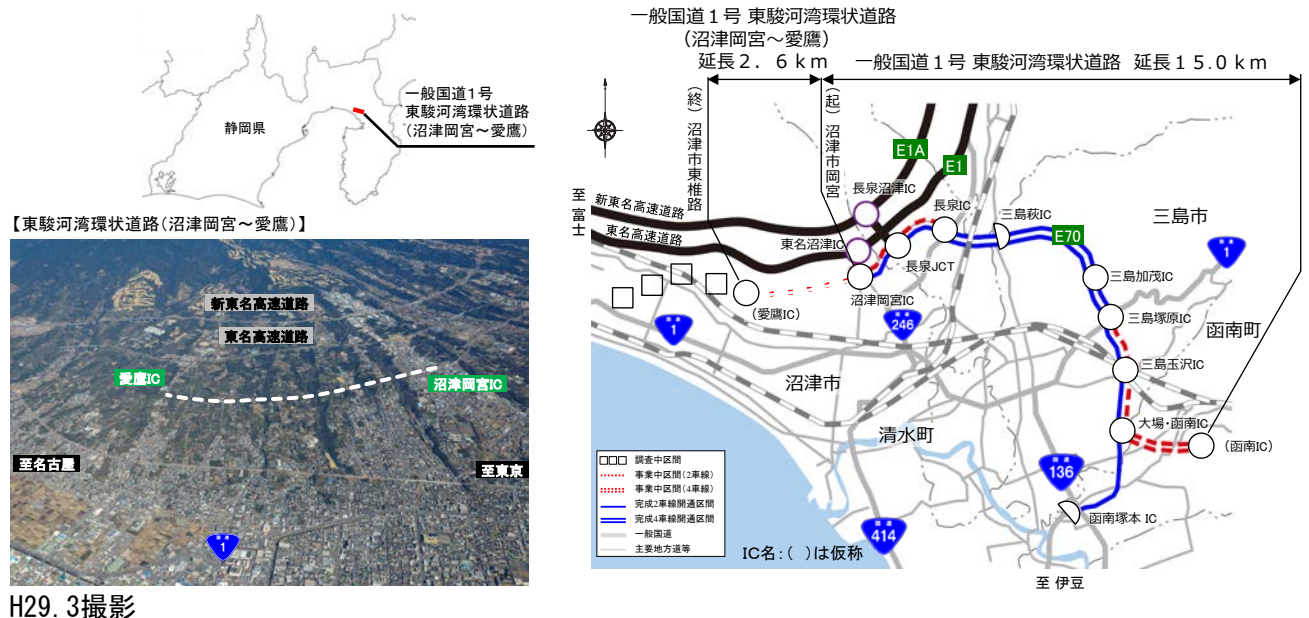 静岡県
一般国道1号
東駿河湾環状道路
(沼津岡宮～愛鷹)
【東駿河湾環状道路(沼津岡宮～愛鷹)】
新東名高速道路
東名高速道路
愛鷹IC
沼津岡宮IC
至名古屋
至東京
国道
1
H29.3撮影
一般国道1号 東駿河湾環状道路
(沼津岡宮～愛鷹)
延長2.6km
一般国道1号 東駿河湾環状道路 延長15.0km
(終)沼津市東椎路
(起)沼津市岡宮
E1A
E1
至富士
新東名高速道路
東名高速道路
長泉沼津IC
東名沼津IC
長泉IC
長泉JCT
沼津岡宮IC
(愛鷹IC)
三島萩IC
E70
三島市
国道
1
三島加茂IC
三島塚原IC
函南町
三島玉沢IC
大場・函南IC
(函南IC)
国道
1
国道
246
沼津市
清水町
国道
136
函南塚本 IC
国道
414
至 伊豆
調査中区間
事業中区間(2車線)
事業中区間(4車線)
完成2車線開通区間
完成4車線開通区間
一般国道
主要地方道等
IC名:( )は仮称